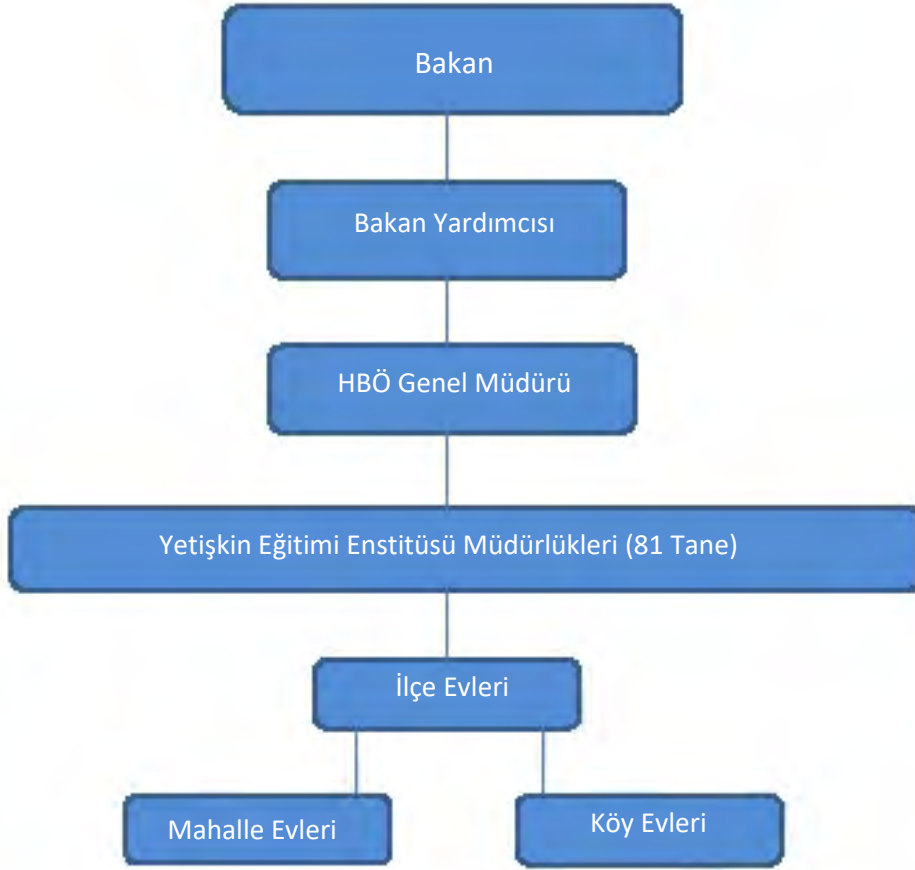 Bakan
Bakan Yardımcısı
HBÖ Genel Müdürü
Yetişkin Eğitimi Enstitüsü Müdürlükleri (81 Tane)
İlçe Evleri
Mahalle Evleri
Köy Evleri